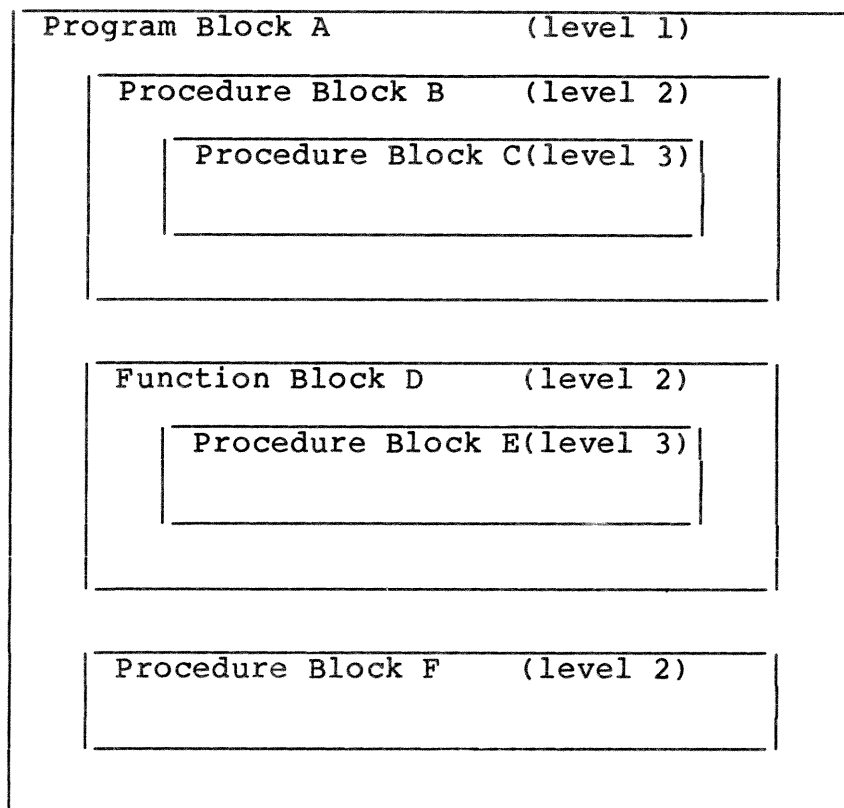 Program Block A (level 1)
Procedure Block B (level 2)
Procedure Block C(level 3)
Function Block D (level 2)
Procedure Block E(level 3)
Procedure Block F (level 2)